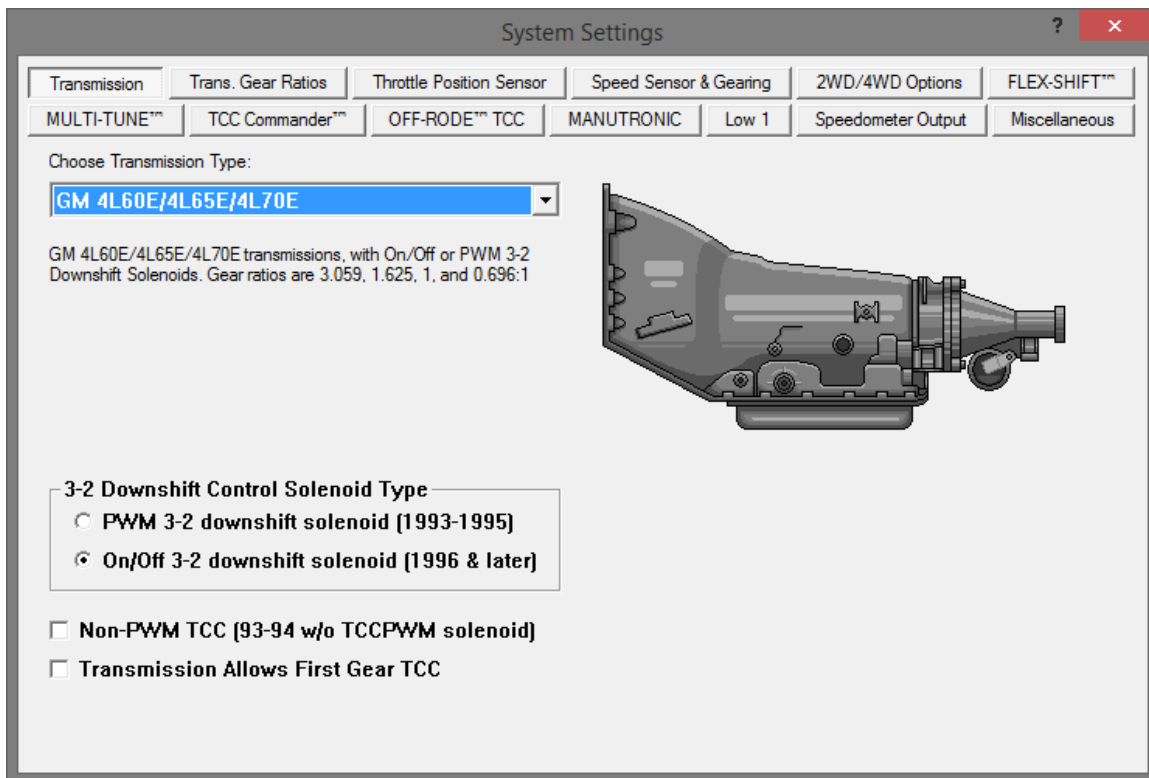 System Settings
?
Transmission
Trans. Gear Ratios
Throttle Position Sensor
Speed Sensor & Gearing
2WD/4WD Options
FLEX-SHIFT™
MULTI-TUNE™
TCC Commander™
OFF-RODE™ TCC
MANUTRONIC
Low 1
Speedometer Output
Miscellaneous
Choose Transmission Type:
GM 4L60E/4L65E/4L70E
GM 4L60E/4L65E/4L70E transmissions, with On/Off or PWM 3-2
Downshift Solenoids. Gear ratios are 3.059, 1.625, 1, and 0.696:1
3-2 Downshift Control Solenoid Type
PWM 3-2 downshift solenoid (1993-1995)
On/Off 3-2 downshift solenoid (1996 & later)
Non-PWM TCC (93-94 w/o TCCPWM solenoid)
Transmission Allows First Gear TCC